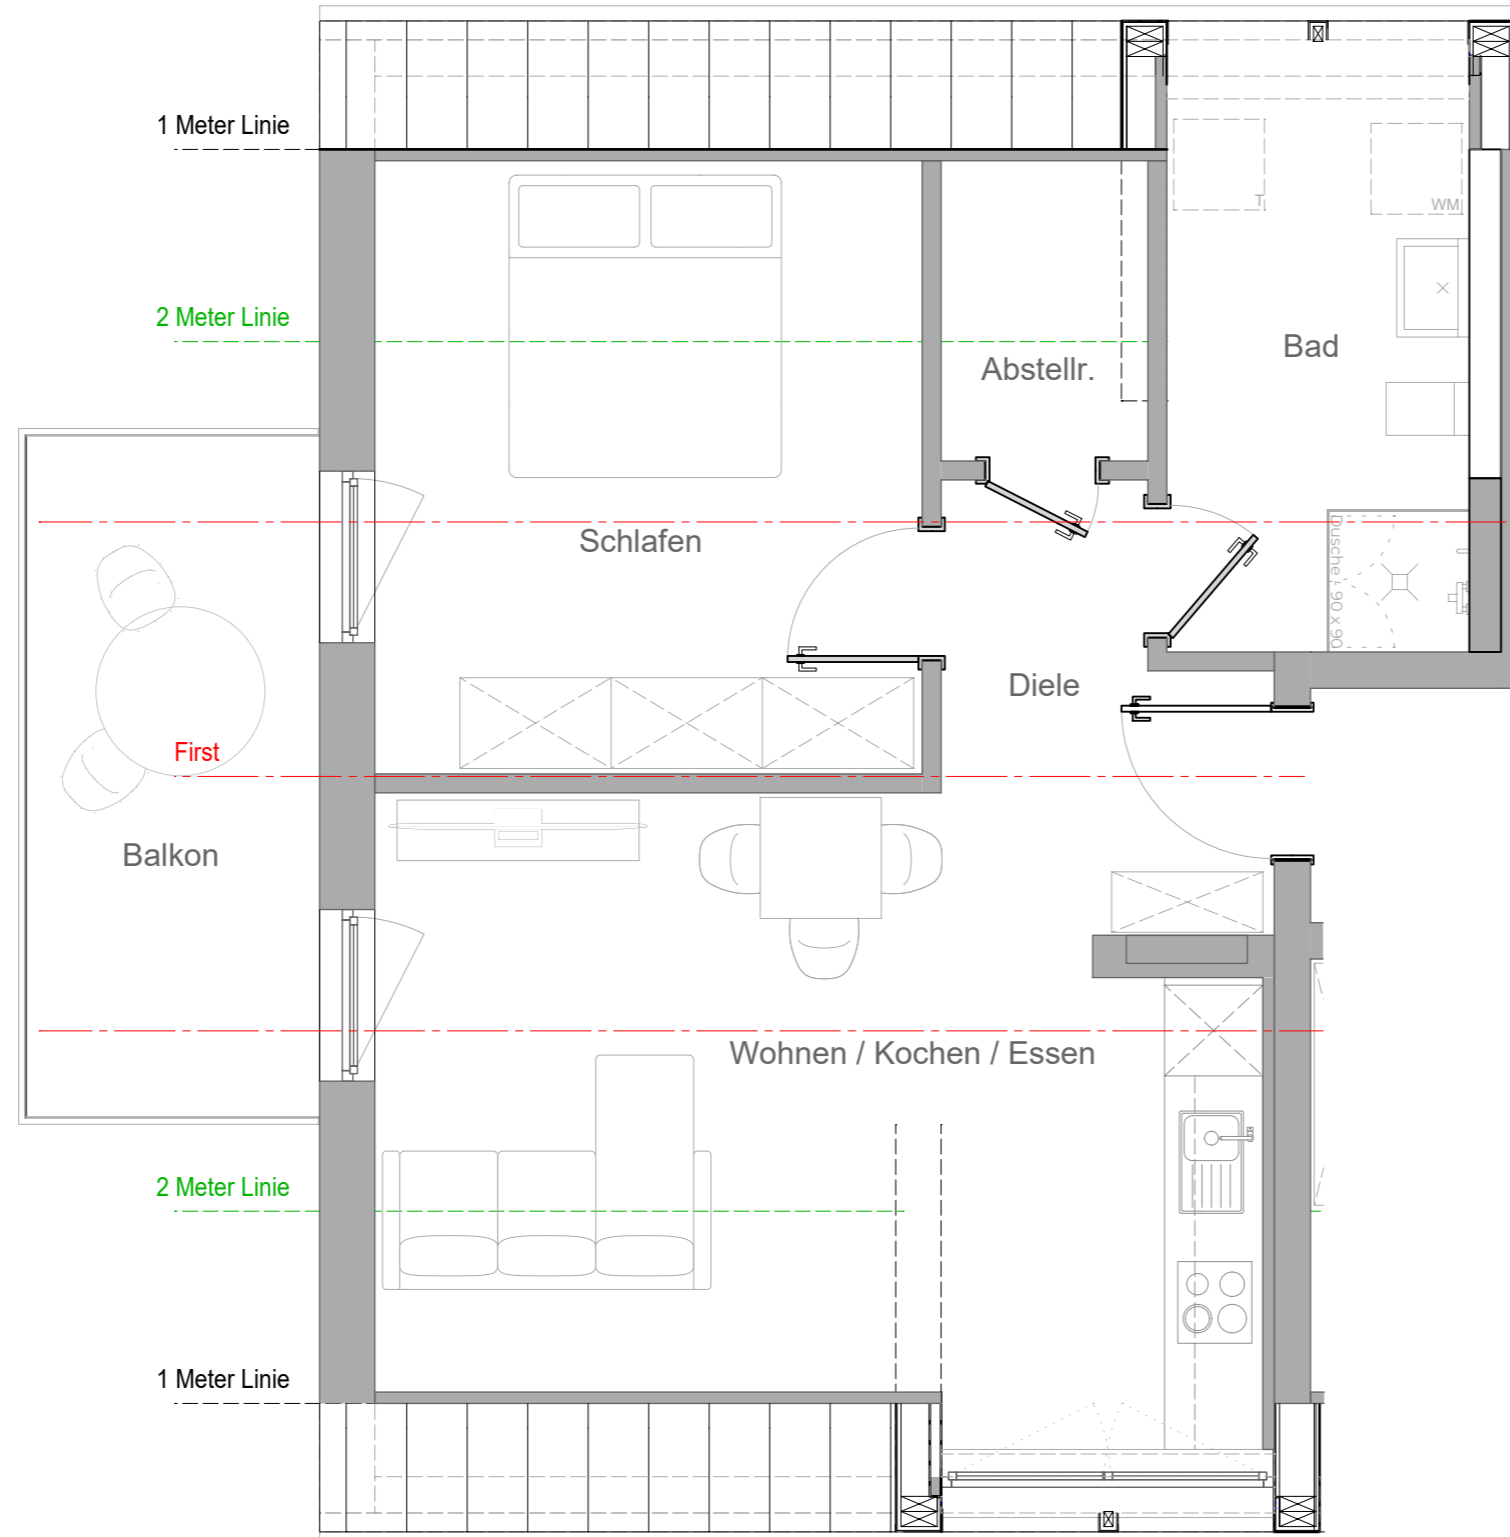 1 Meter Linie
T
WM
2 Meter Linie
Bad
Abstellr.
Schlafen
Dusche - 90 x 90
Diele
First
Balkon
Wohnen / Kochen / Essen
2 Meter Linie
1 Meter Linie